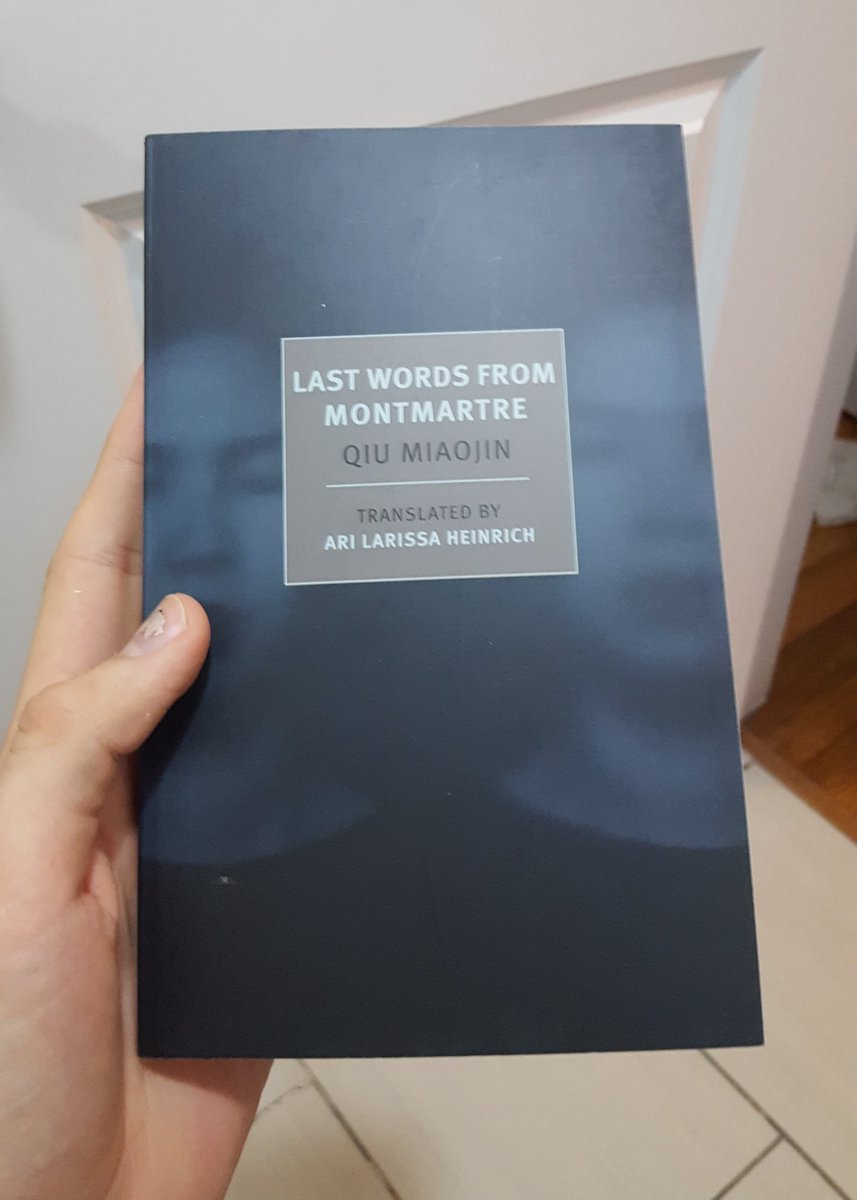 LAST WORDS FROM
MONTMARTRE
QIU MIAOJIN
TRANSLATED BY
ARI LARISSA HEINRICH